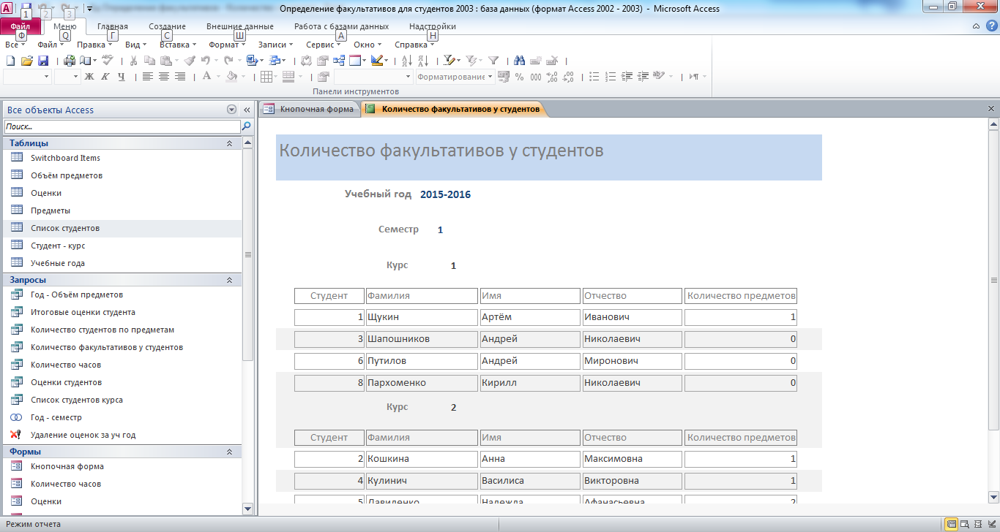 Определение факультативов для студентов 2003 : база данных (формат Access 2002 - 2003) - Microsoft Access
1 2 3
Файл Меню Главная Создание Внешние данные Работа с базами данных Надстройки
Ф Q Г С Ш А Н
Все Файл Правка Вид Вставка Формат Записи Сервис Окно Справка
Ж К Ч А Форматирование % 000
Панели инструментов
Все объекты Access
Поиск...
Таблицы
Switchboard Items
Объём предметов
Оценки
Предметы
Список студентов
Студент - курс
Учебные года
Запросы
Год - Объём предметов
Итоговые оценки студента
Количество студентов по предметам
Количество факультативов у студентов
Количество часов
Оценки студентов
Список студентов курса
Год - семестр
Удаление оценок за уч год
Формы
Кнопочная форма
Количество часов
Оценки
Кнопочная форма Количество факультативов у студентов
Количество факультативов у студентов
Учебный год 2015-2016
Семестр 1
Курс 1
Студент Фамилия Имя Отчество Количество предметов
1 Щукин Артём Иванович 1
3 Шапошников Андрей Николаевич 0
6 Путилов Андрей Миронович 0
8 Пархоменко Кирилл Николаевич 0
Курс 2
Студент Фамилия Имя Отчество Количество предметов
2 Кошкина Анна Максимовна 1
4 Кулинич Василиса Викторовна 1
5 Давиденко Надежда Афанасьевна 2
Режим отчета